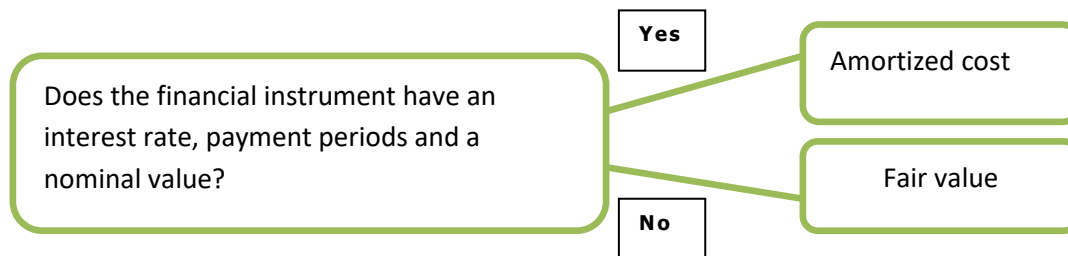 Does the financial instrument have an
interest rate, payment periods and a
nominal value?
Yes
Amortized cost
No
Fair value